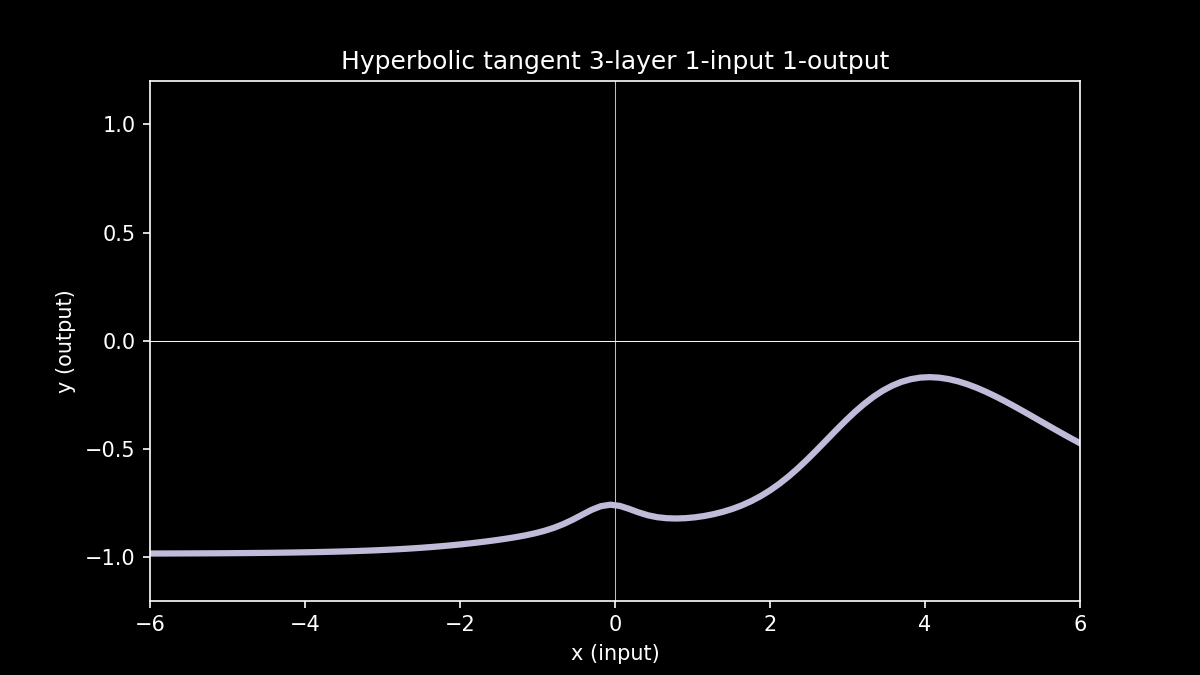 Hyperbolic tangent 3-layer 1-input 1-output
1.0
0.5
0.0
−0.5
−1.0
y (output)
−6 −4 −2 0 2 4 6
x (input)